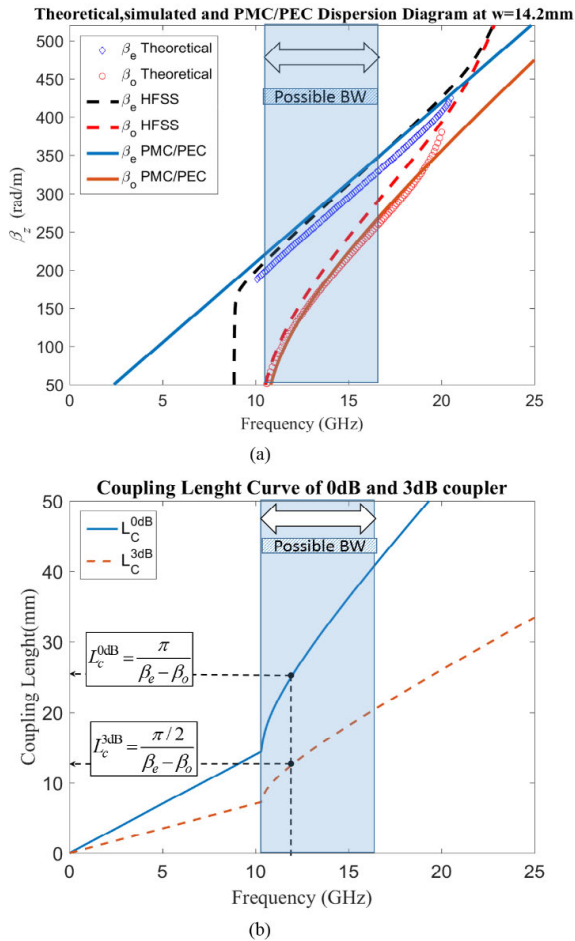 Theoretical,simulated and PMC/PEC Dispersion Diagram at w=14.2mm
500
450
400
350
300
250
200
150
100
50
β_z (rad/m)
β_e Theoretical
β_o Theoretical
β_e HFSS
β_o HFSS
β_e PMC/PEC
β_o PMC/PEC
Possible BW
0 5 10 15 20 25
Frequency (GHz)
(a)
Coupling Lenght Curve of 0dB and 3dB coupler
50
40
30
20
10
0
Coupling Lenght(mm)
L_C^0dB
L_C^3dB
Possible BW
L_c^0dB = π / (β_e − β_o)
L_c^3dB = π/2 / (β_e − β_o)
0 5 10 15 20 25
Frequency (GHz)
(b)